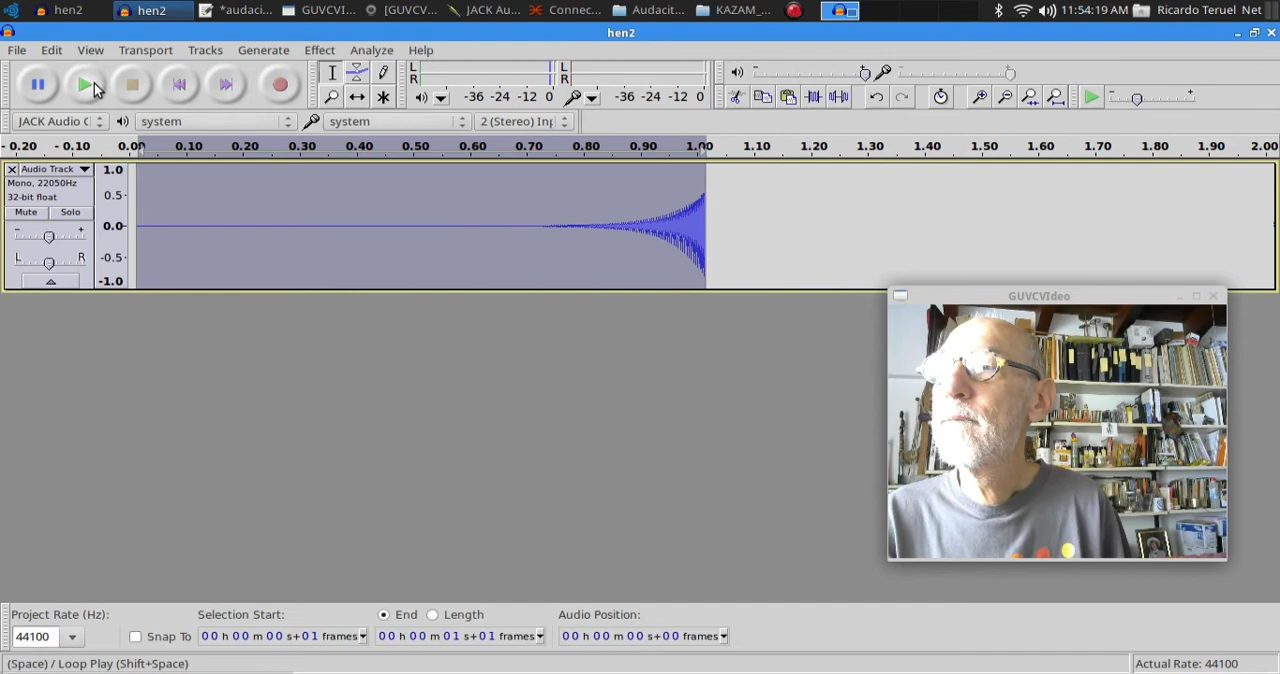 hen2 hen2 *audaci... GUVCVI... [GUVCV... JACK Au... Connec... Audacit... KAZAM_... 11:54:19 AM Ricardo Teruel Net
hen2
File Edit View Transport Tracks Generate Effect Analyze Help
L R -36 -24 -12 0 L R -36 -24 -12 0
JACK Audio C system system 2 (Stereo) Inp
- 0.20 - 0.10 0.00 0.10 0.20 0.30 0.40 0.50 0.60 0.70 0.80 0.90 1.00 1.10 1.20 1.30 1.40 1.50 1.60 1.70 1.80 1.90 2.00
X Audio Track 1.0
Mono, 22050Hz
32-bit float 0.5
Mute Solo
- + 0.0
L R -0.5
-1.0
GUVCVIdeo
Project Rate (Hz): Selection Start: End Length Audio Position:
44100 Snap To 00 h 00 m 00 s+01 frames 00 h 00 m 01 s+01 frames 00 h 00 m 00 s+00 frames
(Space) / Loop Play (Shift+Space) Actual Rate: 44100